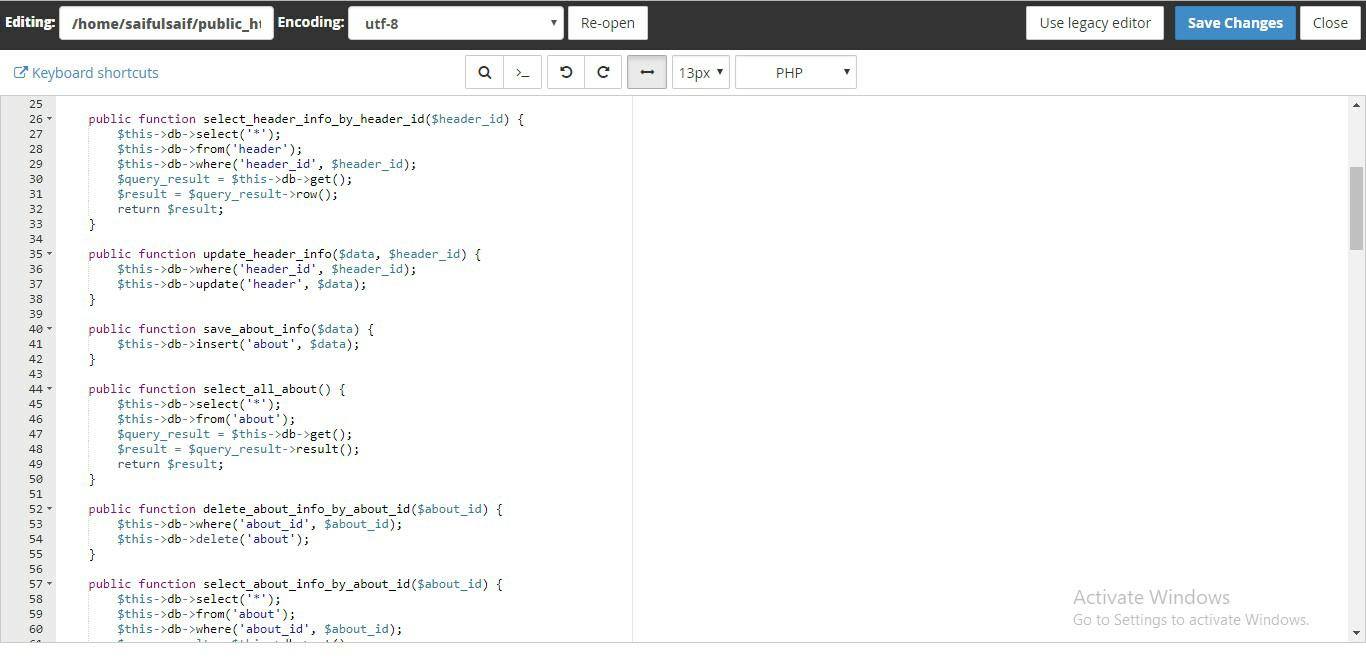 Editing: /home/saifulsaif/public_ht Encoding: utf-8 Re-open Use legacy editor Save Changes Close
Keyboard shortcuts >_ 13px PHP
25
26 public function select_header_info_by_header_id($header_id) {
27 $this->db->select('*');
28 $this->db->from('header');
29 $this->db->where('header_id', $header_id);
30 $query_result = $this->db->get();
31 $result = $query_result->row();
32 return $result;
33 }
34
35 public function update_header_info($data, $header_id) {
36 $this->db->where('header_id', $header_id);
37 $this->db->update('header', $data);
38 }
39
40 public function save_about_info($data) {
41 $this->db->insert('about', $data);
42 }
43
44 public function select_all_about() {
45 $this->db->select('*');
46 $this->db->from('about');
47 $query_result = $this->db->get();
48 $result = $query_result->result();
49 return $result;
50 }
51
52 public function delete_about_info_by_about_id($about_id) {
53 $this->db->where('about_id', $about_id);
54 $this->db->delete('about');
55 }
56
57 public function select_about_info_by_about_id($about_id) {
58 $this->db->select('*');
59 $this->db->from('about');
60 $this->db->where('about_id', $about_id);
Activate Windows
Go to Settings to activate Windows.